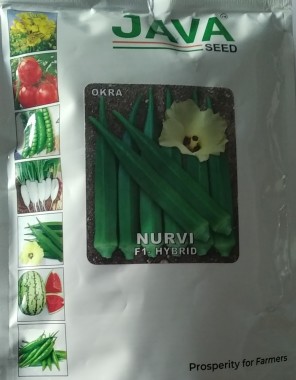 JAVA
SEED
OKRA
NURVI
F1. HYBRID
Prosperity for Farmers